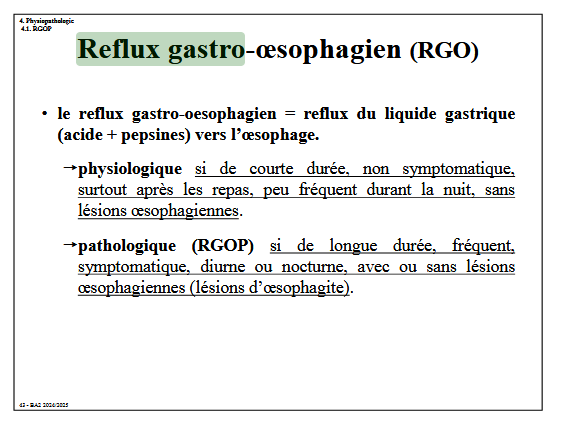 4. Physiopathologie
4.1. RGOP
Reflux gastro-œsophagien (RGO)
• le reflux gastro-oesophagien = reflux du liquide gastrique
(acide + pepsines) vers l’œsophage.
→physiologique si de courte durée, non symptomatique,
surtout après les repas, peu fréquent durant la nuit, sans
lésions œsophagiennes.
→pathologique (RGOP) si de longue durée, fréquent,
symptomatique, diurne ou nocturne, avec ou sans lésions
œsophagiennes (lésions d’œsophagite).
43 - BA2 2024/2025